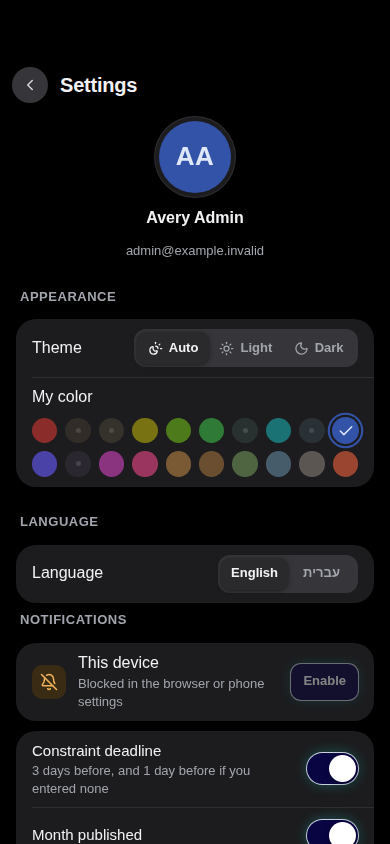 Settings
AA
Avery Admin
admin@example.invalid
APPEARANCE
Theme
Auto
Light
Dark
My color
LANGUAGE
Language
English
עברית
NOTIFICATIONS
This device
Blocked in the browser or phone
settings
Enable
Constraint deadline
3 days before, and 1 day before if you
entered none
Month published